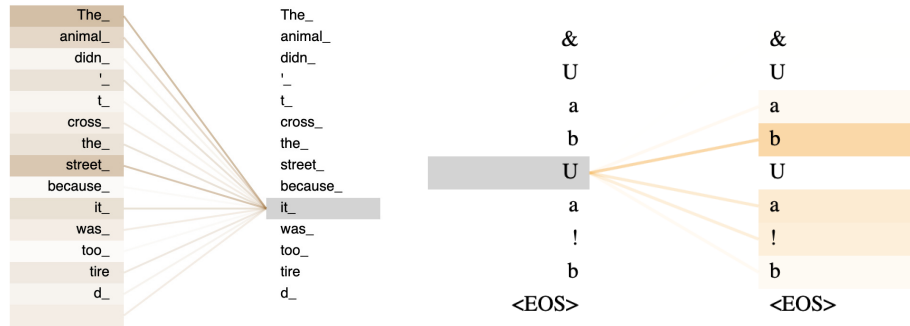 The_
animal_
didn_
'_
t_
cross_
the_
street_
because_
it_
was_
too_
tire
d_
The_
animal_
didn_
'_
t_
cross_
the_
street_
because_
it_
was_
too_
tire
d_
&
U
a
b
U
a
!
b
<EOS>
&
U
a
b
U
a
!
b
<EOS>